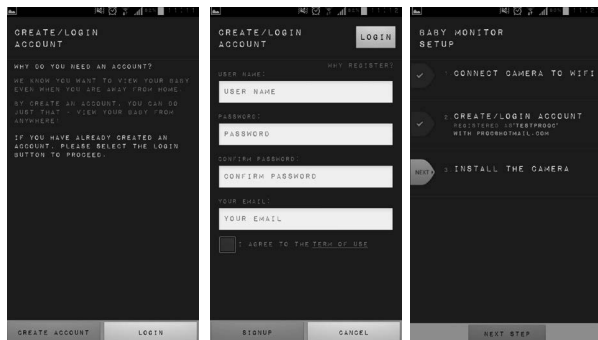 CREATE/LOGIN
ACCOUNT
WHY DO YOU NEED AN ACCOUNT?
WE KNOW YOU WANT TO VIEW YOUR BABY
EVEN WHEN YOU ARE AWAY FROM HOME.
BY CREATE AN ACCOUNT, YOU CAN DO
JUST THAT - VIEW YOUR BABY FROM
ANYWHERE!
IF YOU HAVE ALREADY CREATED AN
ACCOUNT, PLEASE SELECT THE LOGIN
BUTTON TO PROCEED.
CREATE ACCOUNT
LOGIN
CREATE/LOGIN
ACCOUNT
LOGIN
WHY REGISTER?
USER NAME:
USER NAME
PASSWORD:
PASSWORD
CONFIRM PASSWORD:
CONFIRM PASSWORD
YOUR EMAIL:
YOUR EMAIL
I AGREE TO THE TERM OF USE
SIGNUP
CANCEL
BABY MONITOR
SETUP
1. CONNECT CAMERA TO WIFI
2. CREATE/LOGIN ACCOUNT
REGISTERED AS
WITH
NEXT
3. INSTALL THE CAMERA
NEXT STEP